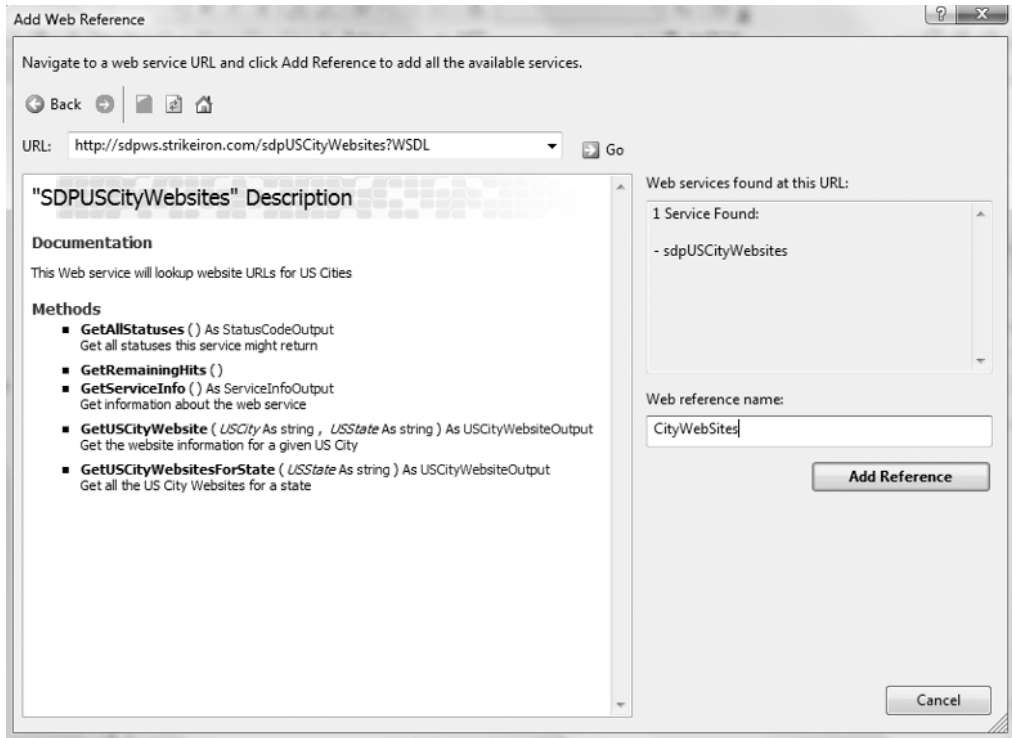 Add Web Reference
Navigate to a web service URL and click Add Reference to add all the available services.
Back
URL: http://sdpws.strikeiron.com/sdpUSCityWebsites?WSDL Go
"SDPUSCityWebsites" Description
Documentation
This Web service will lookup website URLs for US Cities
Methods
GetAllStatuses ( ) As StatusCodeOutput
Get all statuses this service might return
GetRemainingHits ()
GetServiceInfo ( ) As ServiceInfoOutput
Get information about the web service
GetUSCityWebsite ( USCity As string , USState As string ) As USCityWebsiteOutput
Get the website information for a given US City
GetUSCityWebsitesForState ( USState As string ) As USCityWebsiteOutput
Get all the US City Websites for a state
Web services found at this URL:
1 Service Found:
- sdpUSCityWebsites
Web reference name:
CityWebSites
Add Reference
Cancel